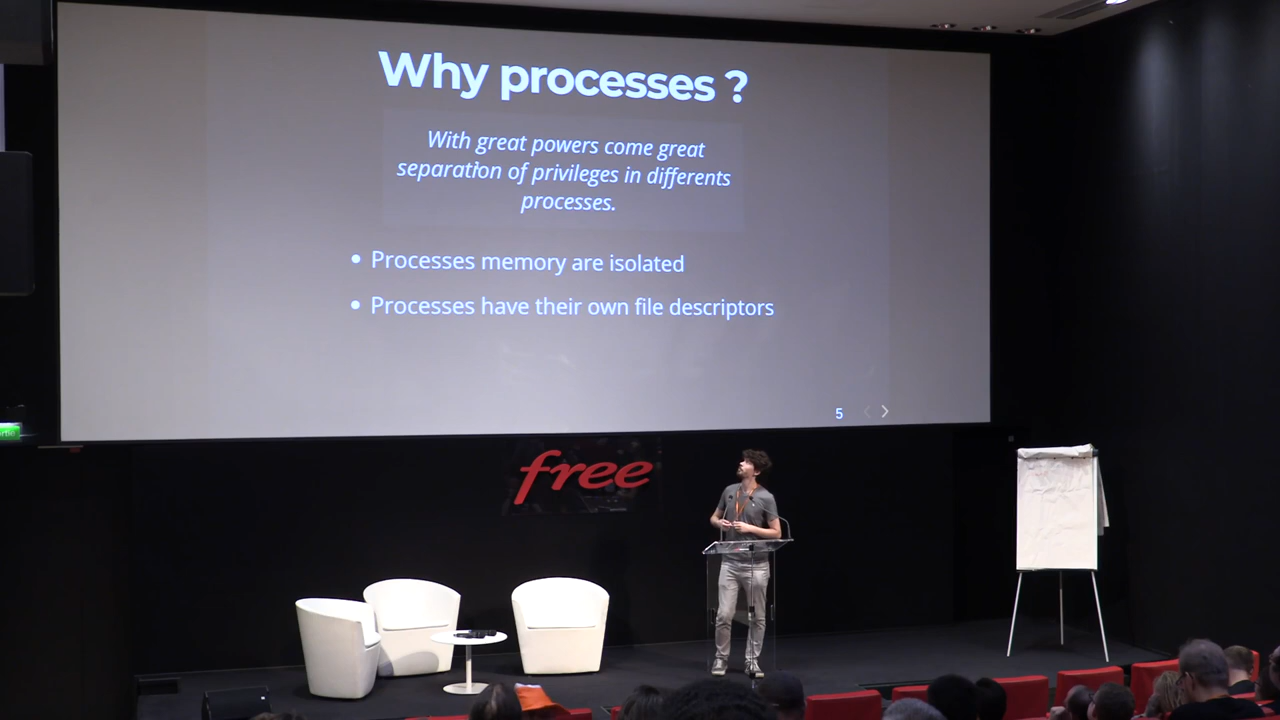 Why processes ?
With great powers come great
separation of privileges in differents
processes.
• Processes memory are isolated
• Processes have their own file descriptors
5
free